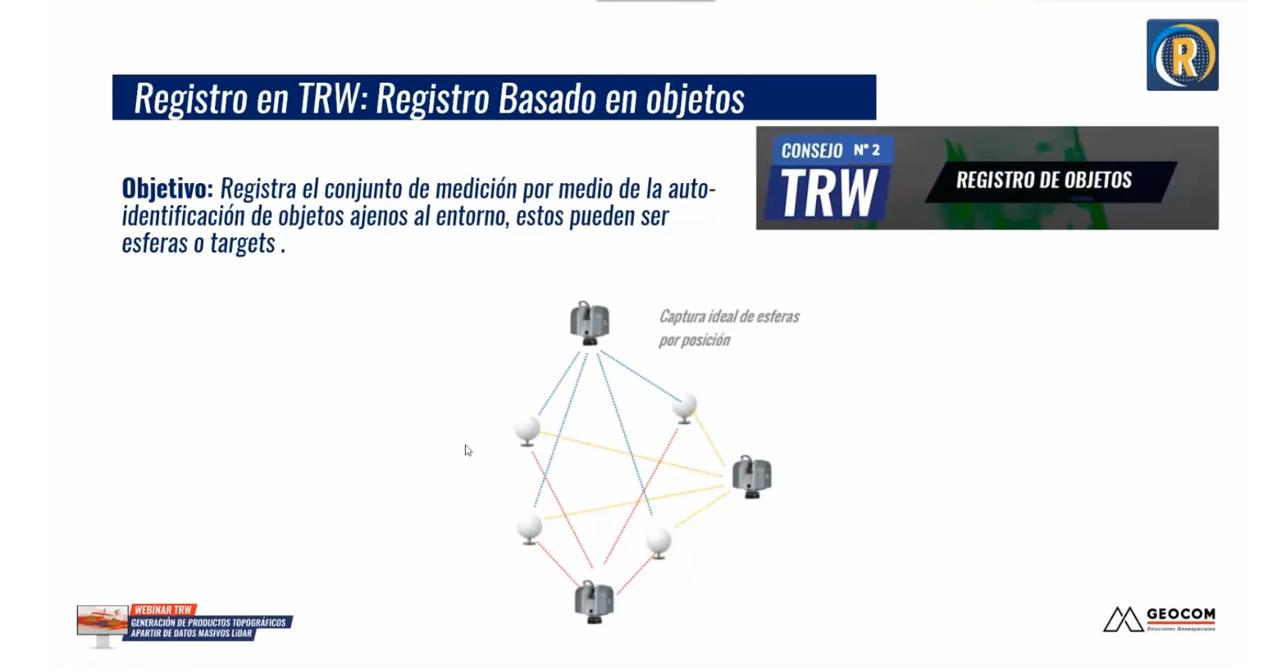 Registro en TRW: Registro Basado en objetos
R
CONSEJO N° 2
TRW
REGISTRO DE OBJETOS
Objetivo: Registra el conjunto de medición por medio de la auto-
identificación de objetos ajenos al entorno, estos pueden ser
esferas o targets .
Captura ideal de esferas
por posición
WEBINAR TRW
GENERACIÓN DE PRODUCTOS TOPOGRÁFICOS
APARTIR DE DATOS MASIVOS LiDAR
GEOCOM
Soluciones Geoespaciales